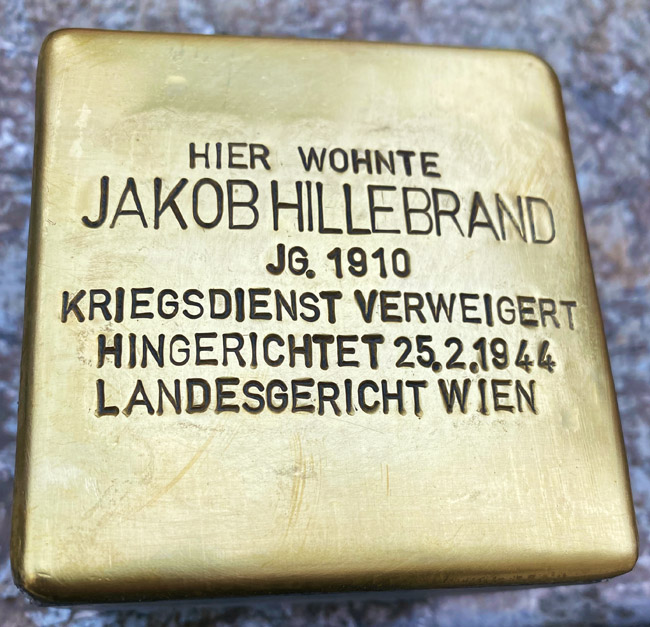 HIER WOHNTE
JAKOB HILLEBRAND
JG. 1910
KRIEGSDIENST VERWEIGERT
HINGERICHTET 25.2.1944
LANDESGERICHT WIEN